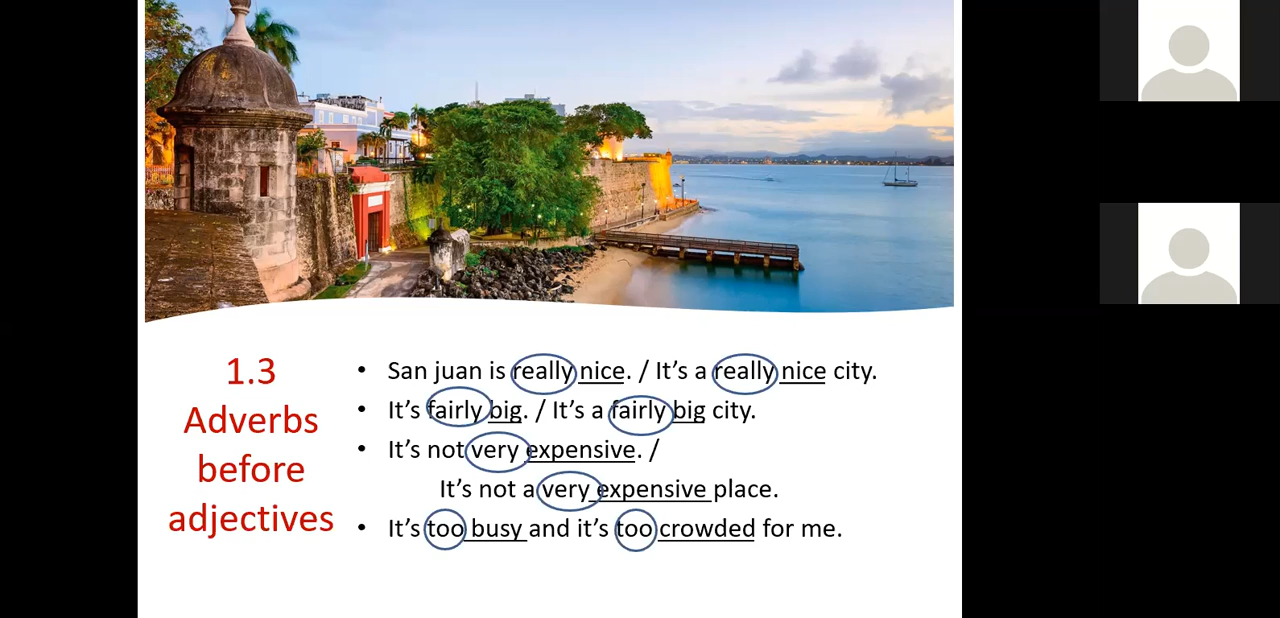 1.3
Adverbs
before
adjectives
• San juan is really nice. / It’s a really nice city.
• It’s fairly big. / It’s a fairly big city.
• It’s not very expensive. /
It’s not a very expensive place.
• It’s too busy and it’s too crowded for me.